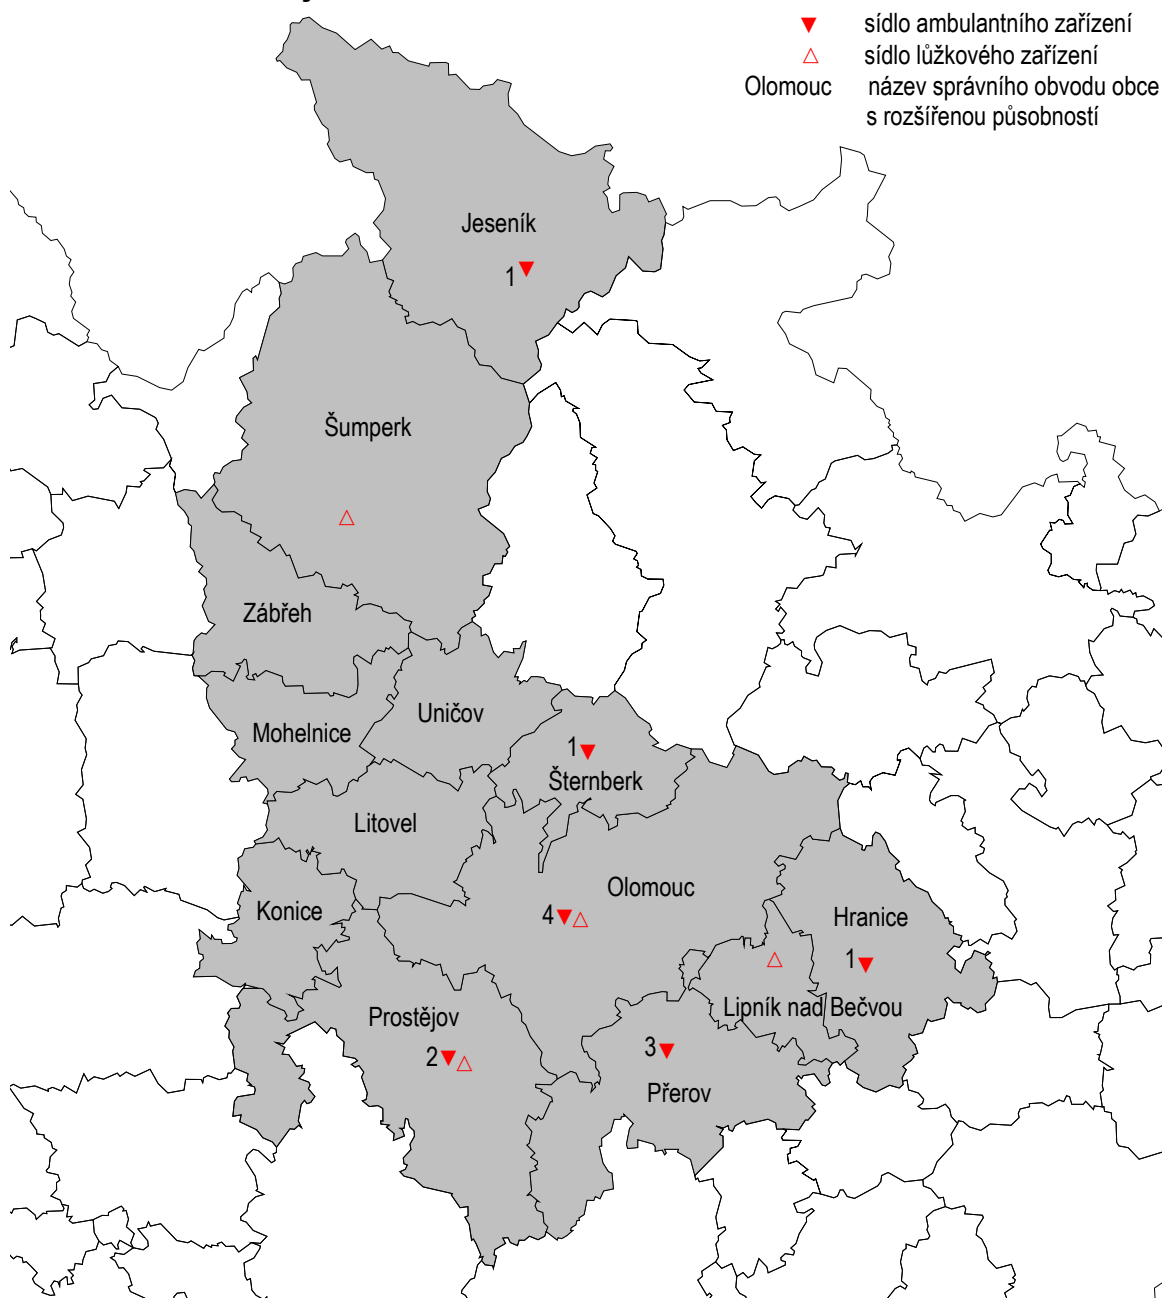 sídlo ambulantního zařízení
sídlo lůžkového zařízení
Olomouc název správního obvodu obce
s rozšířenou působností
Jeseník
1
Šumperk
Zábřeh
Uničov
Mohelnice
1
Šternberk
Litovel
Olomouc
Konice
4
Hranice
1
Lipník nad Bečvou
Prostějov
2
3
Přerov